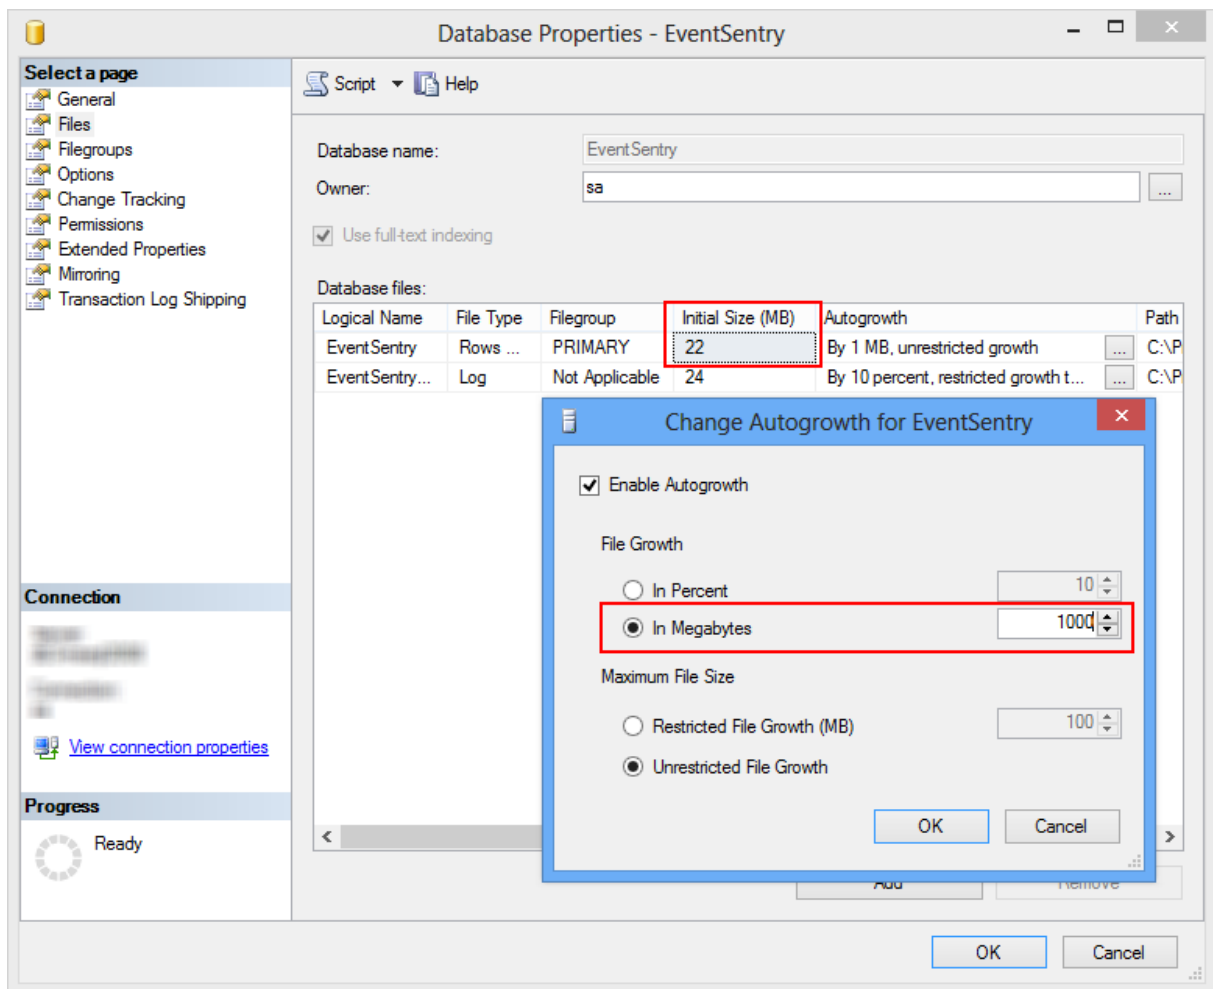 Database Properties - EventSentry
Select a page
General
Files
Filegroups
Options
Change Tracking
Permissions
Extended Properties
Mirroring
Transaction Log Shipping
Script Help
Database name: EventSentry
Owner: sa ...
Use full-text indexing
Database files:
Logical Name File Type Filegroup Initial Size (MB) Autogrowth Path
EventSentry Rows ... PRIMARY 22 By 1 MB, unrestricted growth ... C:\P
EventSentry... Log Not Applicable 24 By 10 percent, restricted growth t... ... C:\P
Change Autogrowth for EventSentry
Enable Autogrowth
File Growth
In Percent 10
In Megabytes 1000
Maximum File Size
Restricted File Growth (MB) 100
Unrestricted File Growth
OK Cancel
Connection
View connection properties
Progress
Ready
Add Remove
OK Cancel